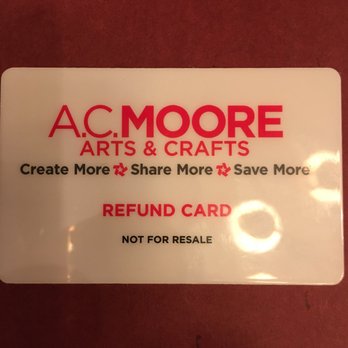 A.C.MOORE
ARTS & CRAFTS
Create More Share More Save More
REFUND CARD
NOT FOR RESALE